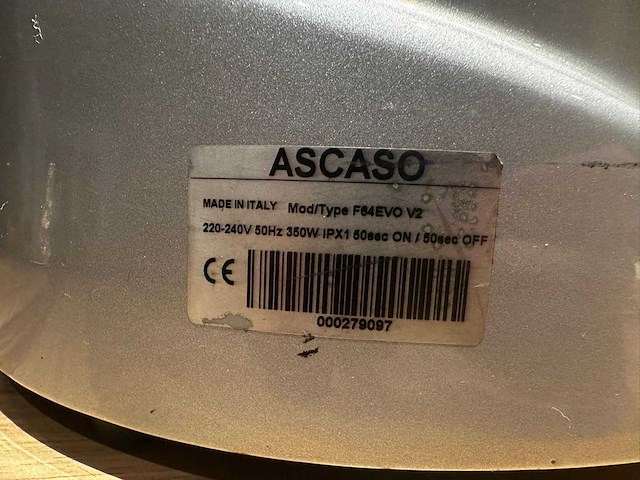 ASCASO
MADE IN ITALY Mod/Type F64EVO V2
220-240V 50Hz 350W IPX1 50sec ON / 50sec OFF
CE
000279097